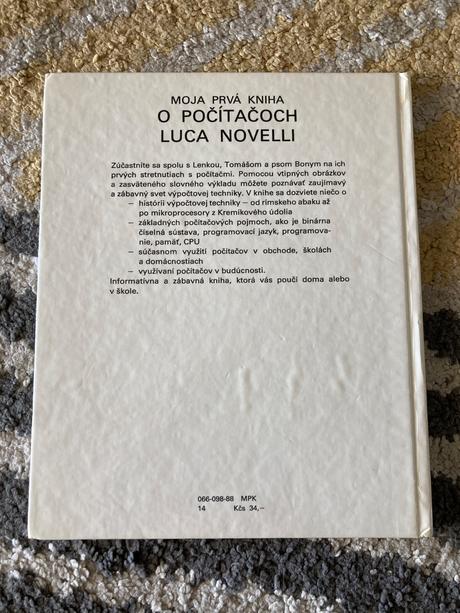 MOJA PRVÁ KNIHA
O POČÍTAČOCH
LUCA NOVELLI
Zúčastnite sa spolu s Lenkou, Tomášom a psom Bonym na ich
prvých stretnutiach s počítačmi. Pomocou vtipných obrázkov
a zasväteného slovného výkladu môžete poznávať zaujímavý
a zábavný svet výpočtovej techniky. V knihe sa dozviete niečo o
– histórii výpočtovej techniky – od rímskeho abaku až
po mikroprocesory z Kremíkového údolia
– základných počítačových pojmoch, ako je binárna
číselná sústava, programovací jazyk, programova-
nie, pamäť, CPU
– súčasnom využití počítačov v obchode, školách
a domácnostiach
– využívaní počítačov v budúcnosti.
Informatívna a zábavná kniha, ktorá vás poučí doma alebo
v škole.
066-098-88 MPK
14 Kčs 34,–